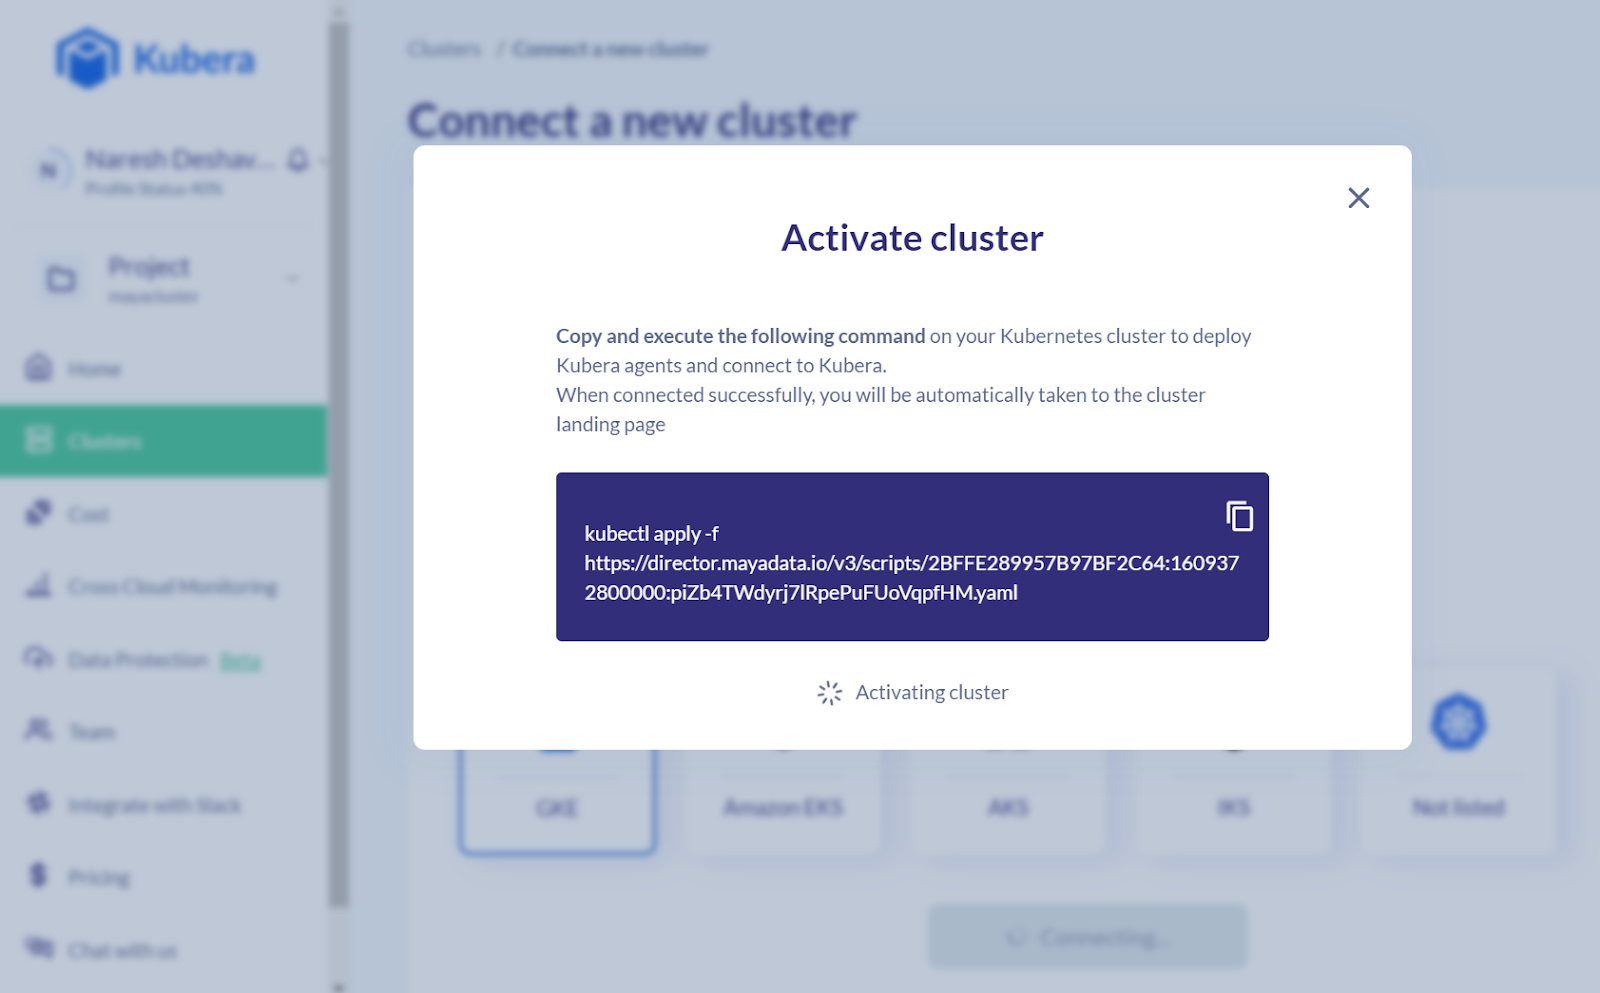 Kubera
Clusters / Connect a new cluster
Connect a new cluster
N
Naresh Deshav...
Profile Status 40%
Project
mayacluster
Home
Clusters
Cost
Cross Cloud Monitoring
Data Protection Beta
Team
Integrate with Slack
Pricing
Chat with us
Activate cluster
Copy and execute the following command on your Kubernetes cluster to deploy
Kubera agents and connect to Kubera.
When connected successfully, you will be automatically taken to the cluster
landing page
kubectl apply -f
https://director.mayadata.io/v3/scripts/2BFFE289957B97BF2C64:160937
2800000:piZb4TWdyrj7lRpePuFUoVqpfHM.yaml
Activating cluster
GKE
Amazon EKS
AKS
IKS
Not listed
Connecting...